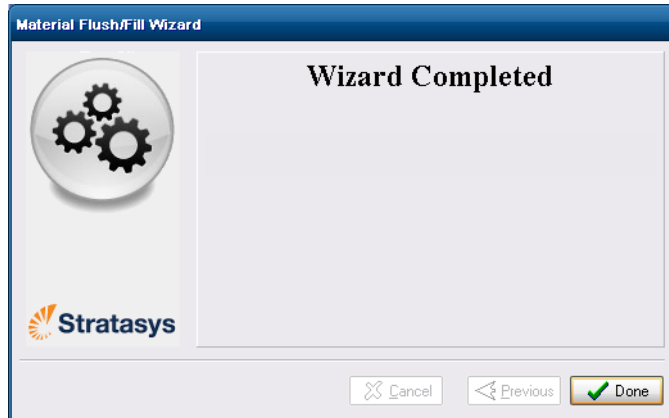 Material Flush/Fill Wizard
Wizard Completed
Stratasys
Cancel
Previous
Done